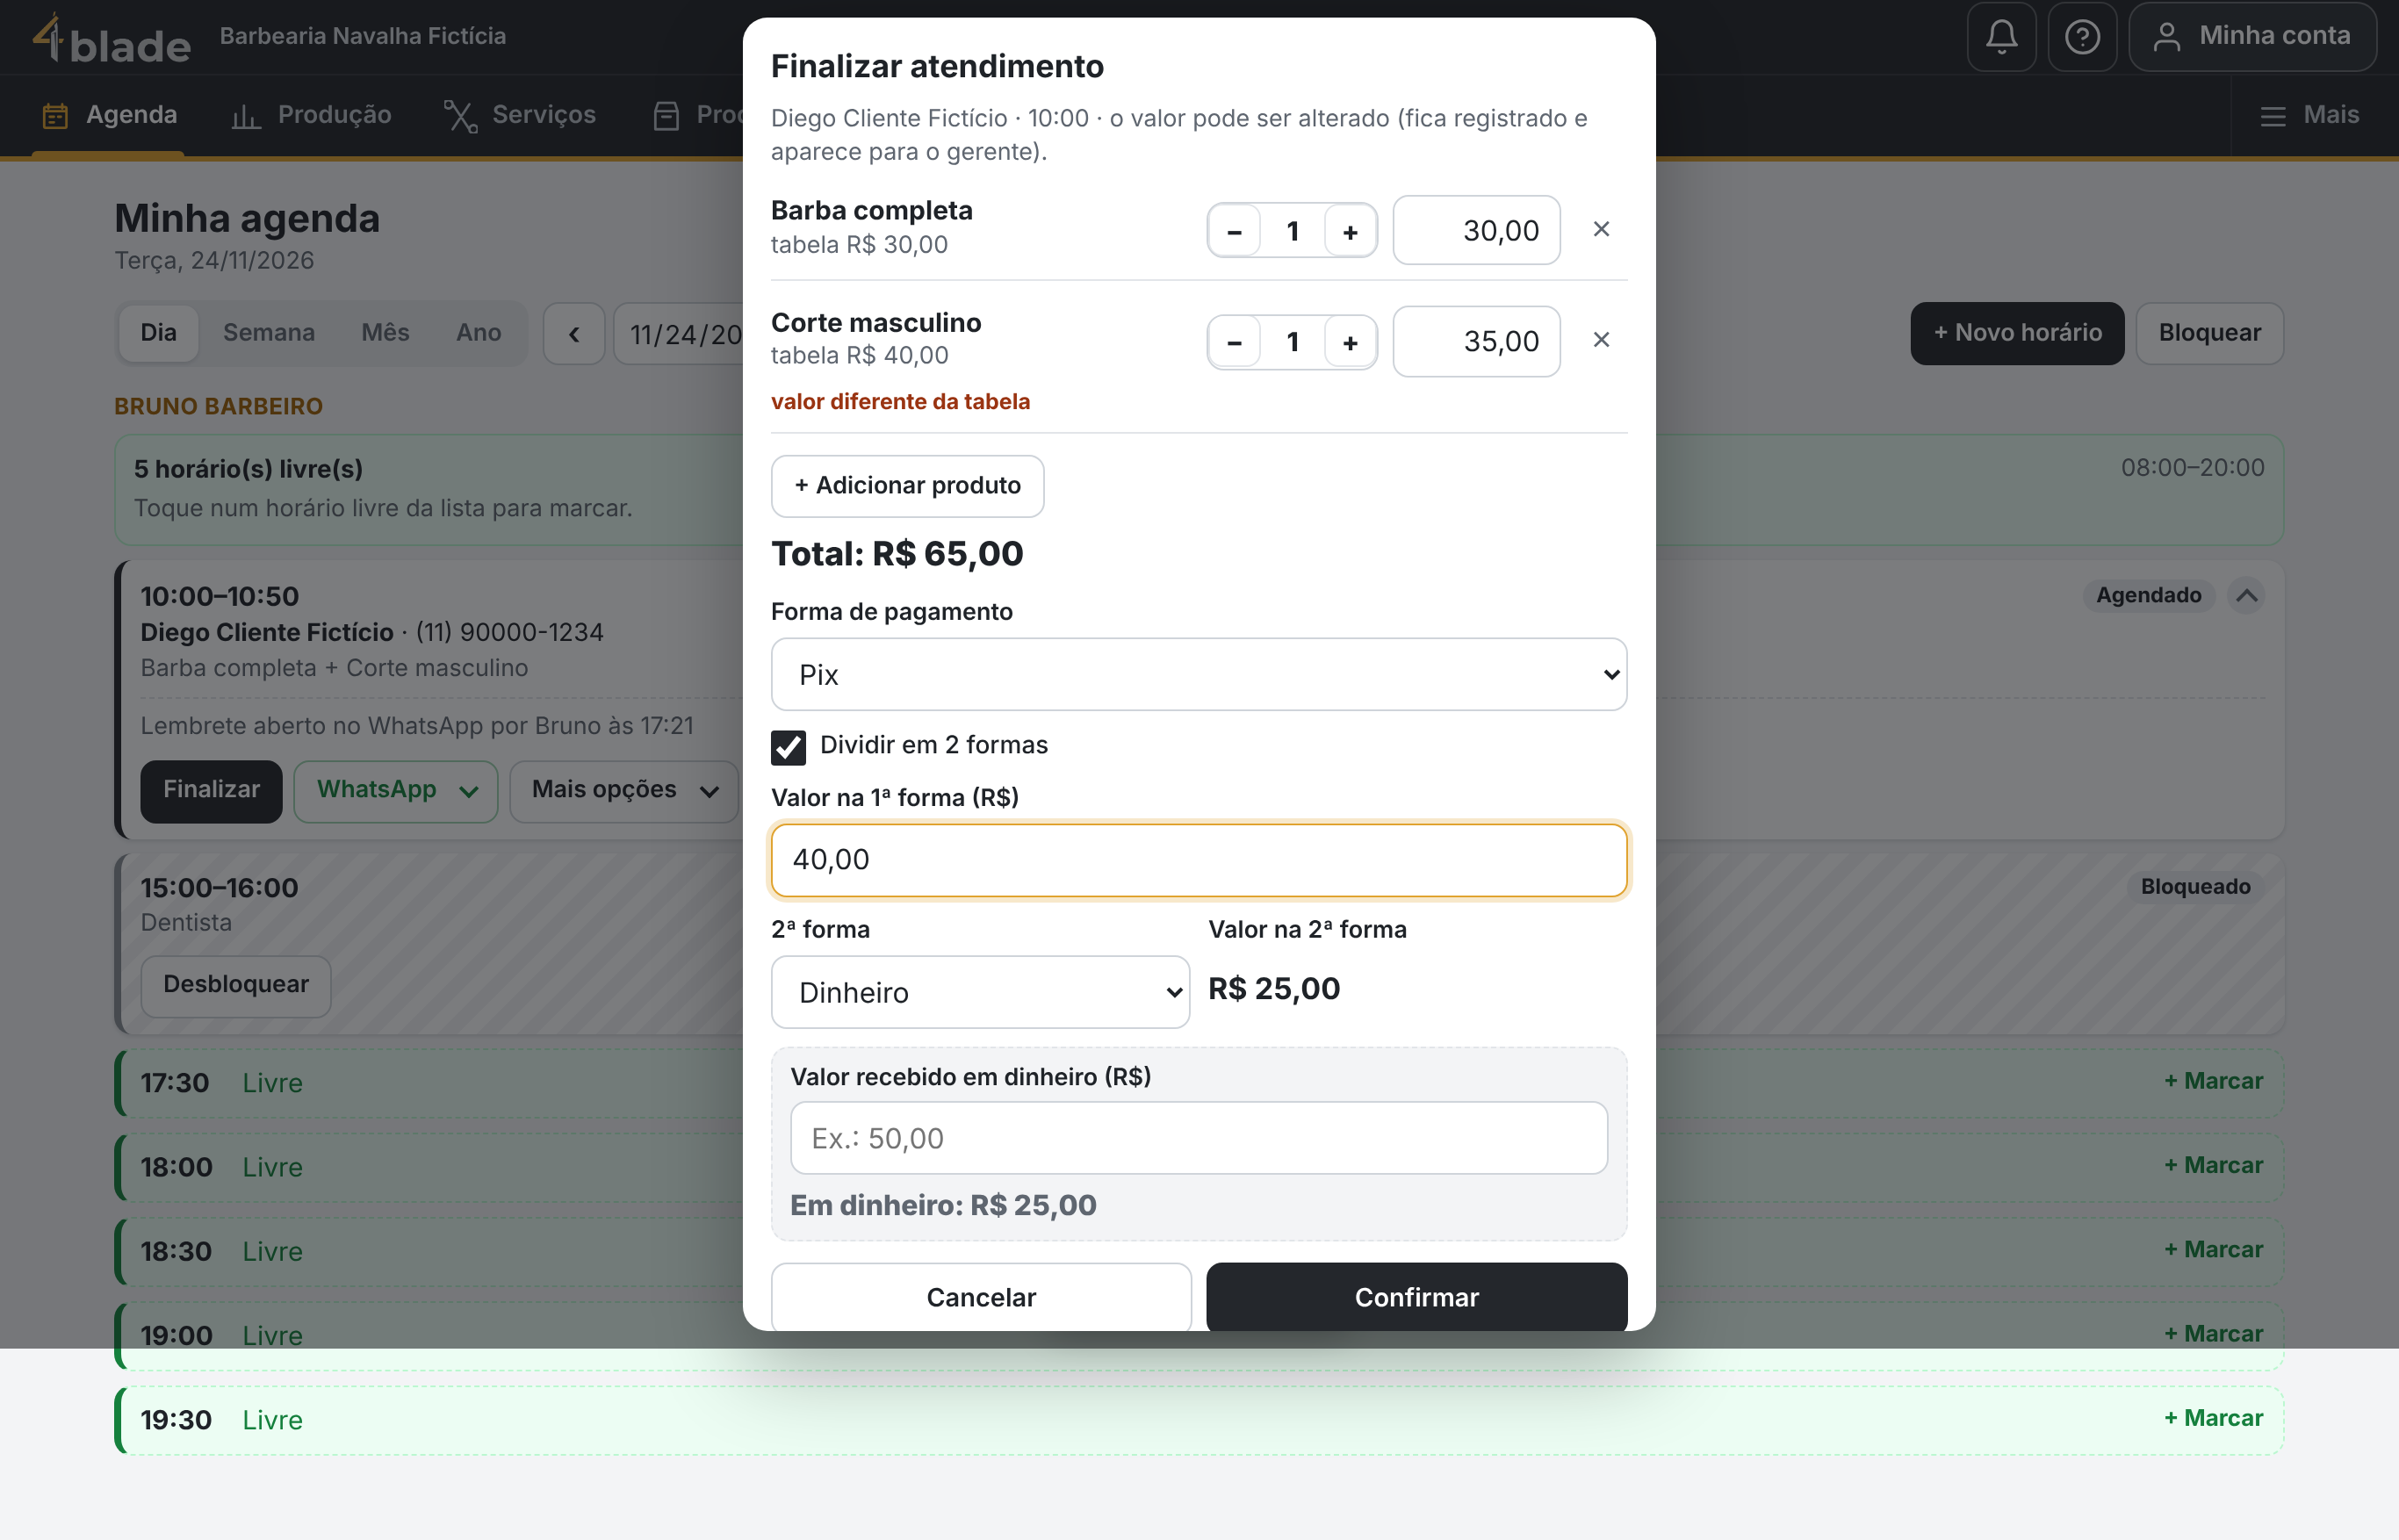 4blade
Barbearia Navalha Fictícia
Minha conta
Agenda
Produção
Serviços
Mais
Minha agenda
Terça, 24/11/2026
Dia
Semana
Mês
Ano
‹
+ Novo horário
Bloquear
BRUNO BARBEIRO
5 horário(s) livre(s)
08:00–20:00
Toque num horário livre da lista para marcar.
10:00–10:50
Agendado
Diego Cliente Fictício · (11) 90000-1234
Barba completa + Corte masculino
Lembrete aberto no WhatsApp por Bruno às 17:21
Finalizar
WhatsApp
Mais opções
15:00–16:00
Bloqueado
Dentista
Desbloquear
17:30 Livre + Marcar
18:00 Livre + Marcar
18:30 Livre + Marcar
19:00 Livre + Marcar
19:30 Livre + Marcar
Finalizar atendimento
Diego Cliente Fictício · 10:00 · o valor pode ser alterado (fica registrado e
aparece para o gerente).
Barba completa
tabela R$ 30,00
– 1 + 30,00 ×
Corte masculino
tabela R$ 40,00
– 1 + 35,00 ×
valor diferente da tabela
+ Adicionar produto
Total: R$ 65,00
Forma de pagamento
Pix
Dividir em 2 formas
Valor na 1ª forma (R$)
40,00
2ª forma
Dinheiro
Valor na 2ª forma
R$ 25,00
Valor recebido em dinheiro (R$)
Ex.: 50,00
Em dinheiro: R$ 25,00
Cancelar
Confirmar